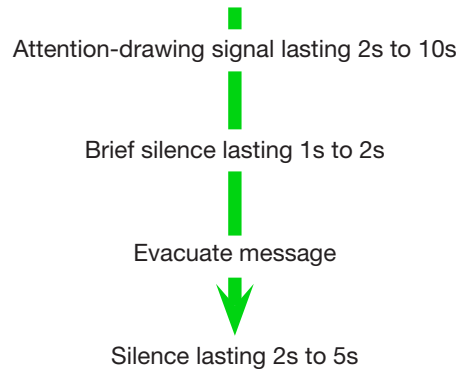 Attention-drawing signal lasting 2s to 10s
Brief silence lasting 1s to 2s
Evacuate message
Silence lasting 2s to 5s